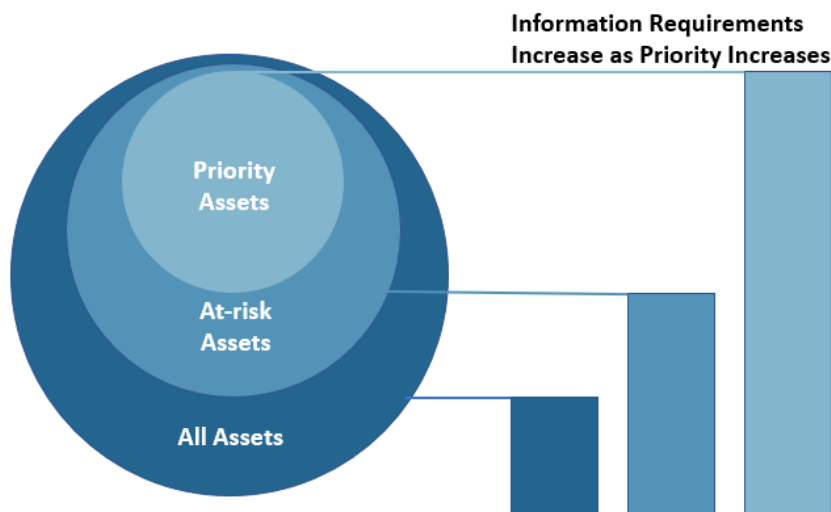 Information Requirements
Increase as Priority Increases
Priority
Assets
At-risk
Assets
All Assets